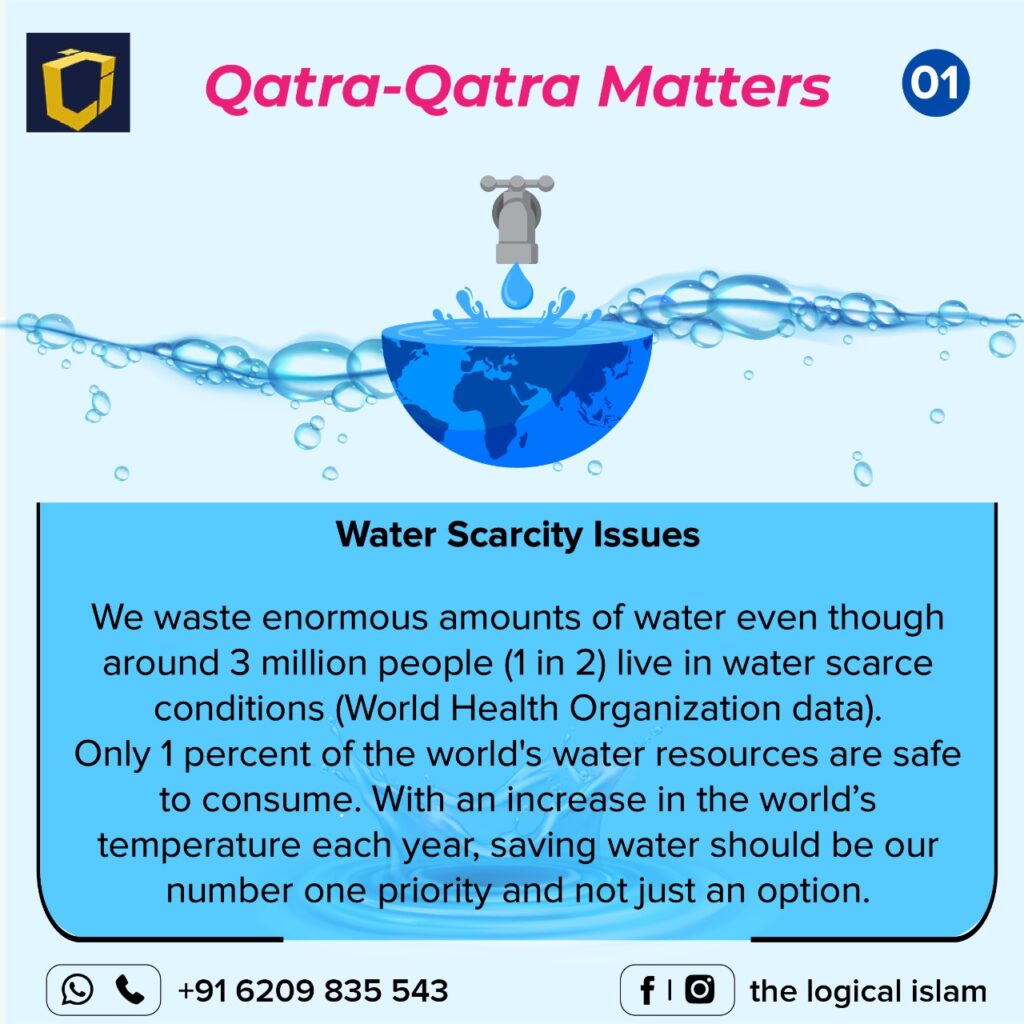 Qatra-Qatra Matters
01
Water Scarcity Issues
We waste enormous amounts of water even though
around 3 million people (1 in 2) live in water scarce
conditions (World Health Organization data).
Only 1 percent of the world's water resources are safe
to consume. With an increase in the world’s
temperature each year, saving water should be our
number one priority and not just an option.
+91 6209 835 543
the logical islam